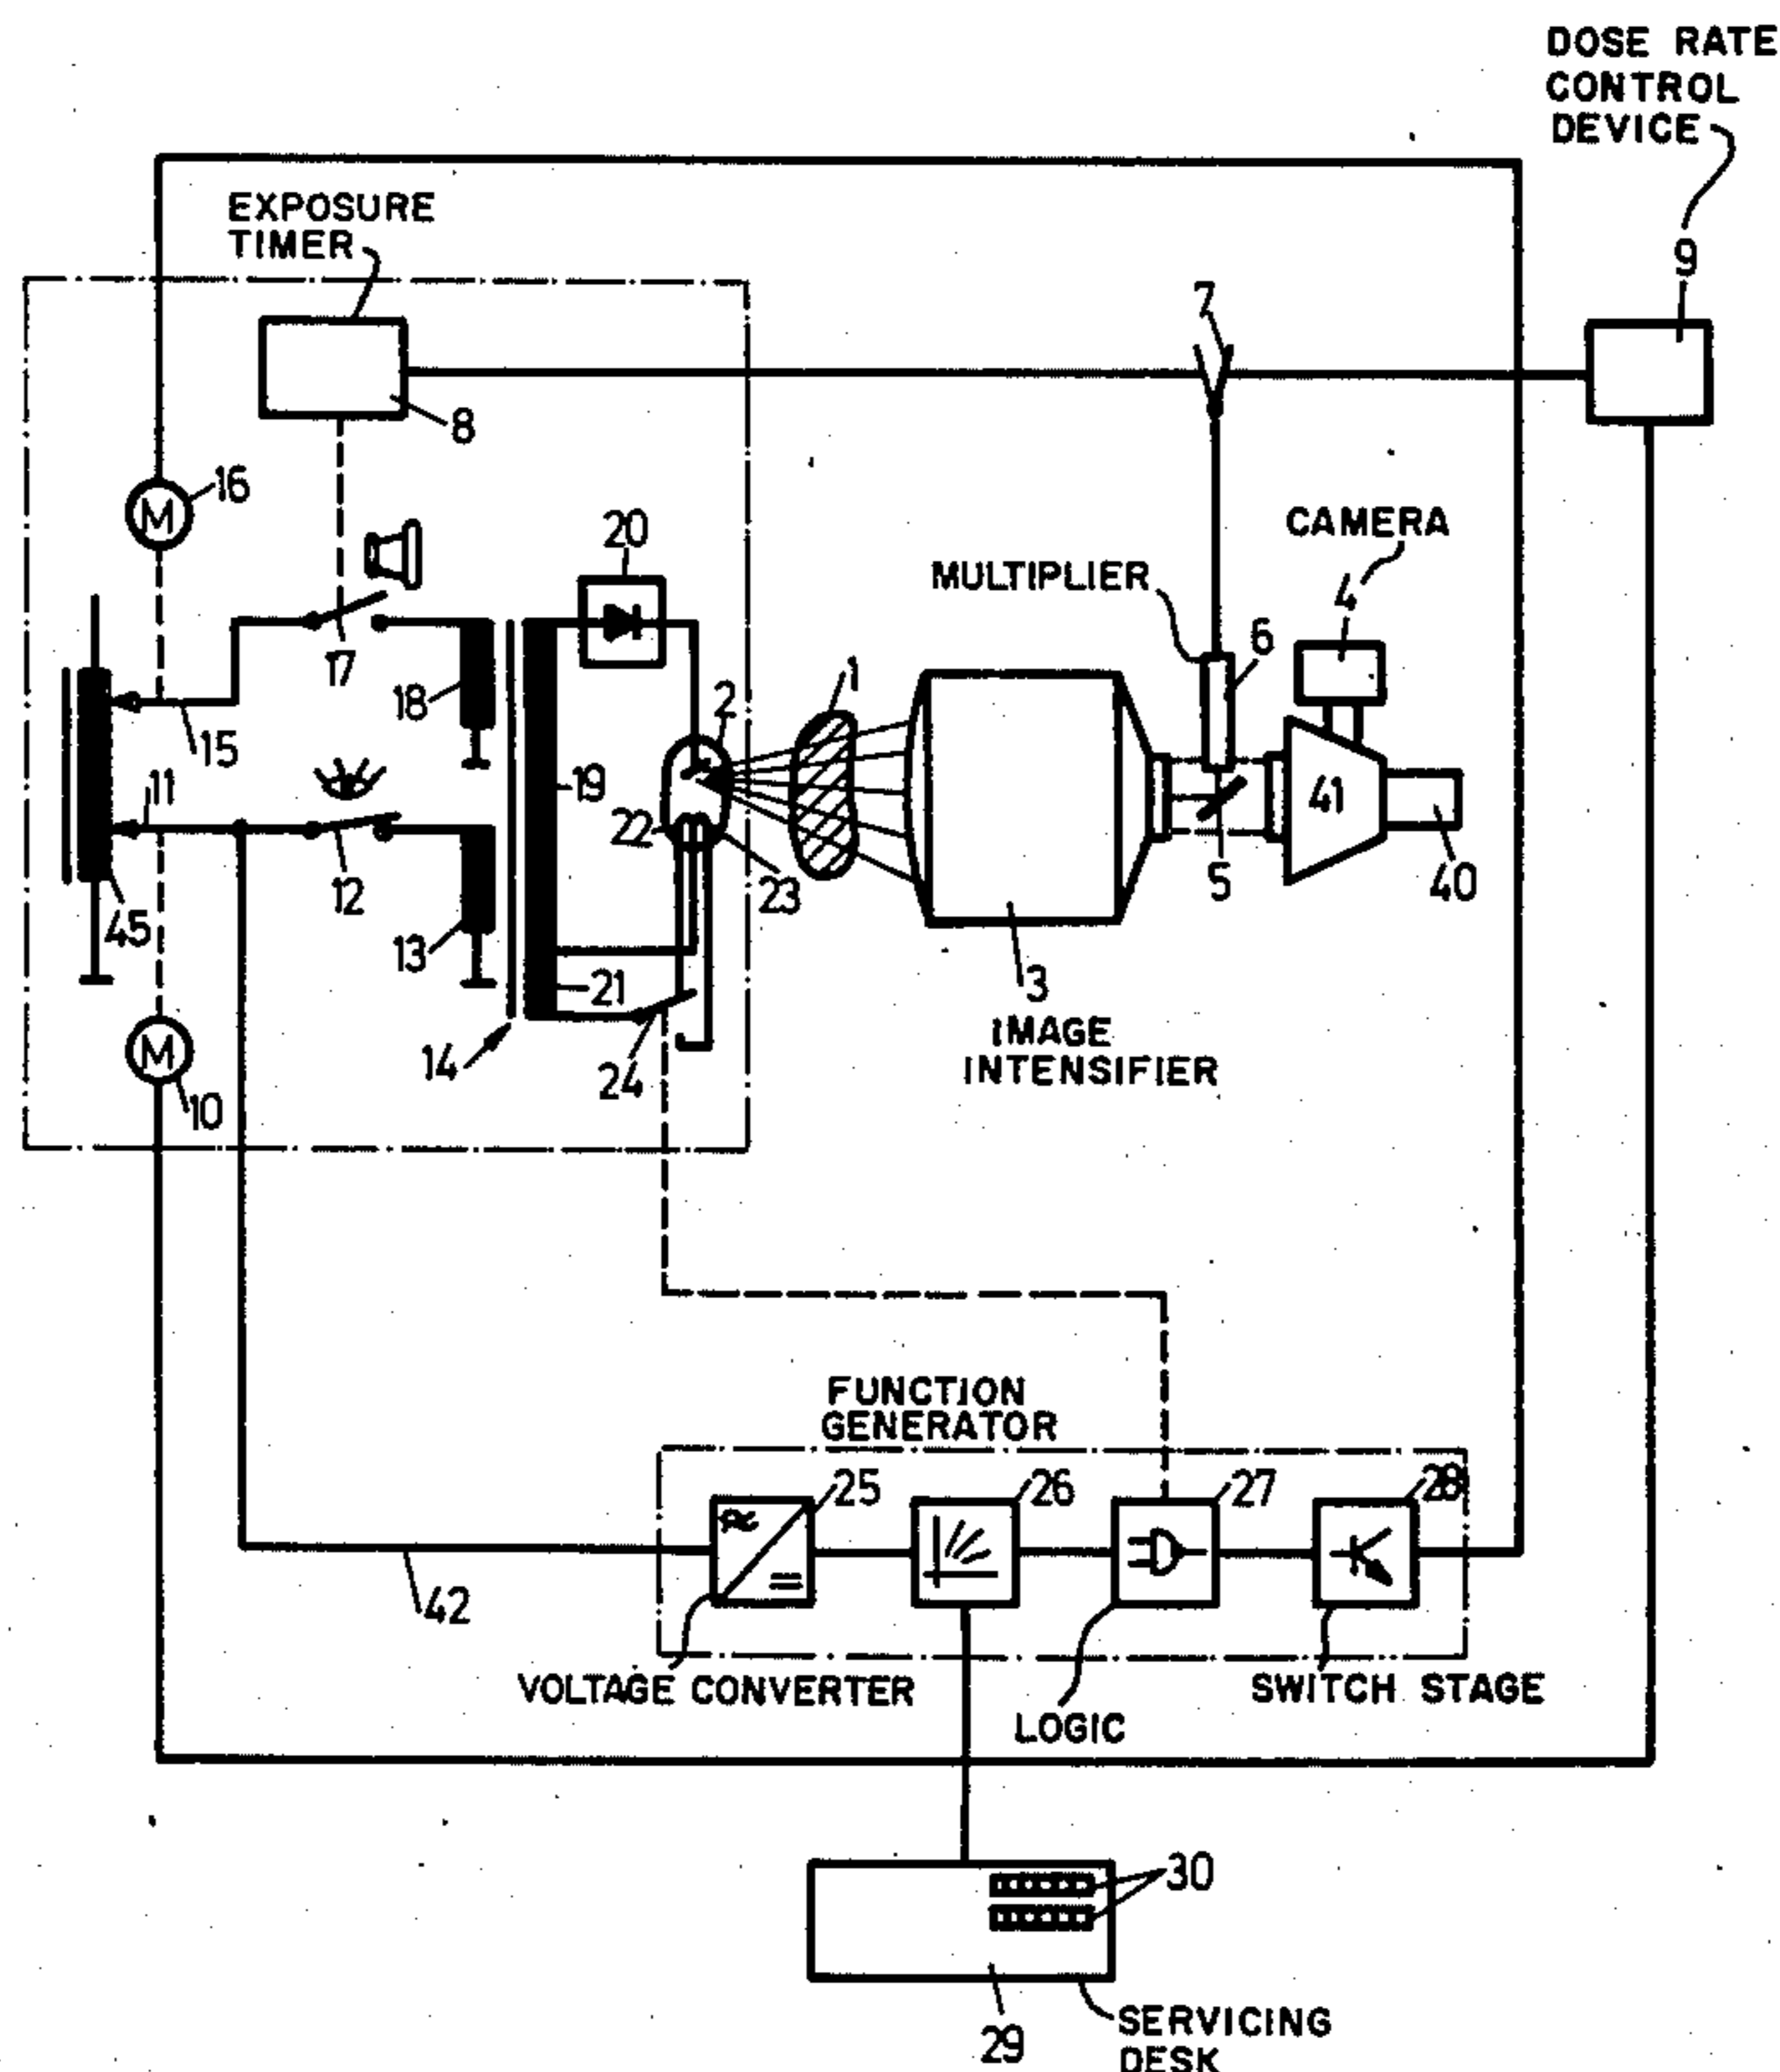 DOSE RATE
CONTROL
DEVICE
9
EXPOSURE
TIMER
8
7
16
M
20
CAMERA
4
MULTIPLIER
6
17
18
1
2
15
11
19
41
22
5
40
45
12
23
13
21
3
IMAGE
INTENSIFIER
M
14
24
10
FUNCTION
GENERATOR
25
26
27
28
42
VOLTAGE CONVERTER
SWITCH STAGE
LOGIC
30
29
SERVICING
DESK